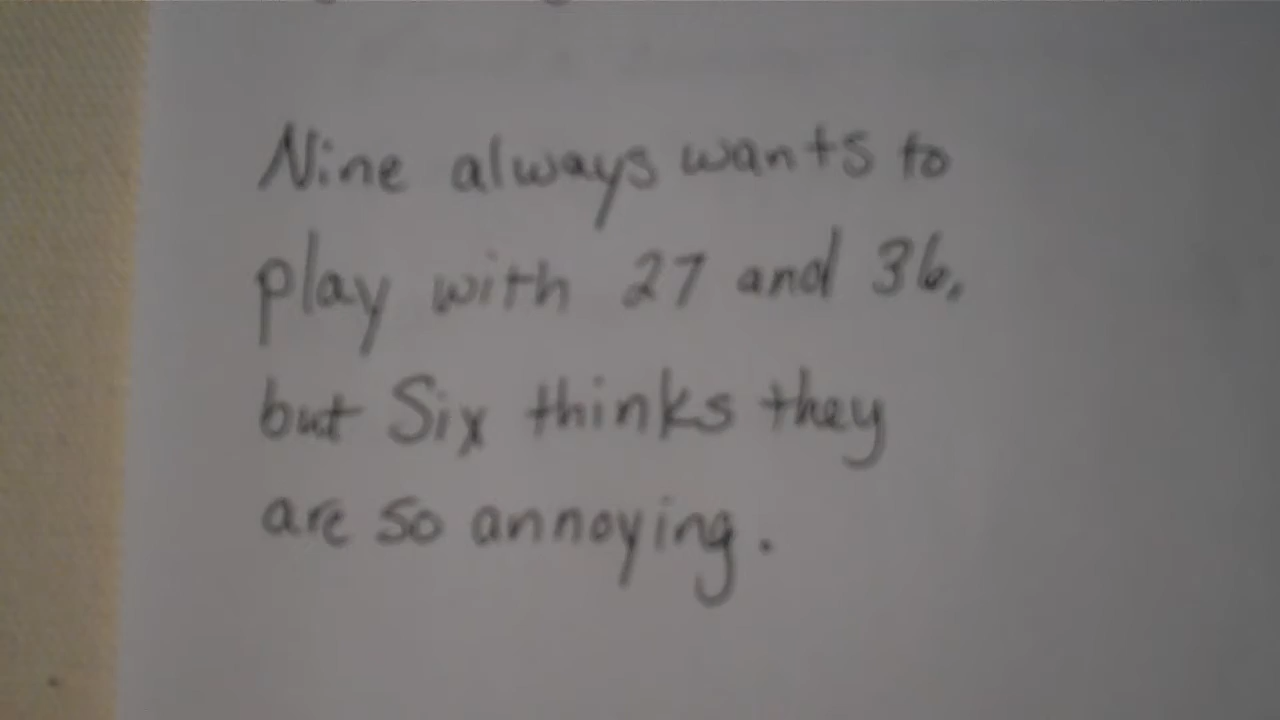 Nine always wants to
play with 27 and 36,
but Six thinks they
are so annoying.